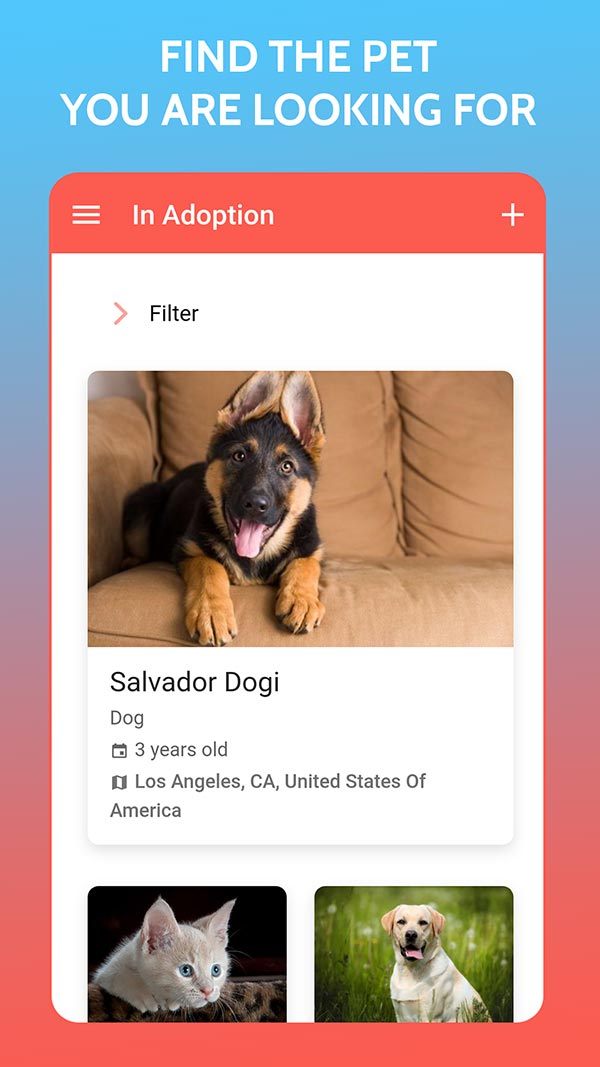 FIND THE PET
YOU ARE LOOKING FOR
In Adoption
Filter
Salvador Dogi
Dog
3 years old
Los Angeles, CA, United States Of
America